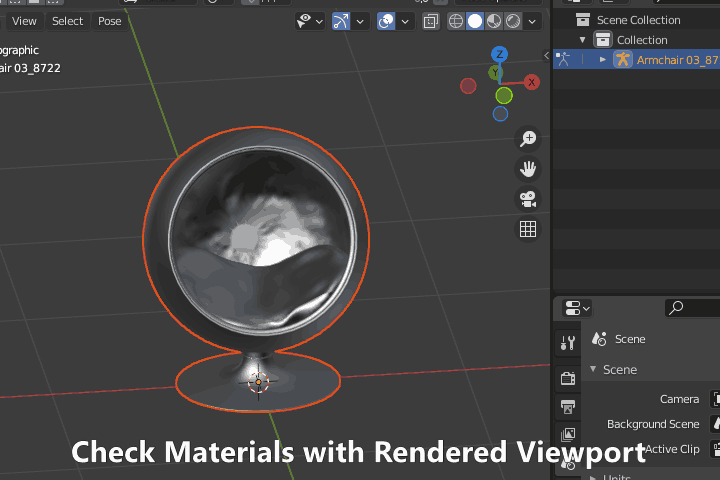 View Select Pose
ographic
air 03_8722
Z
Y
X
Scene Collection
Collection
Armchair 03_87
Scene
Scene
Camera
Background Scene
Active Clip
Units
Check Materials with Rendered Viewport